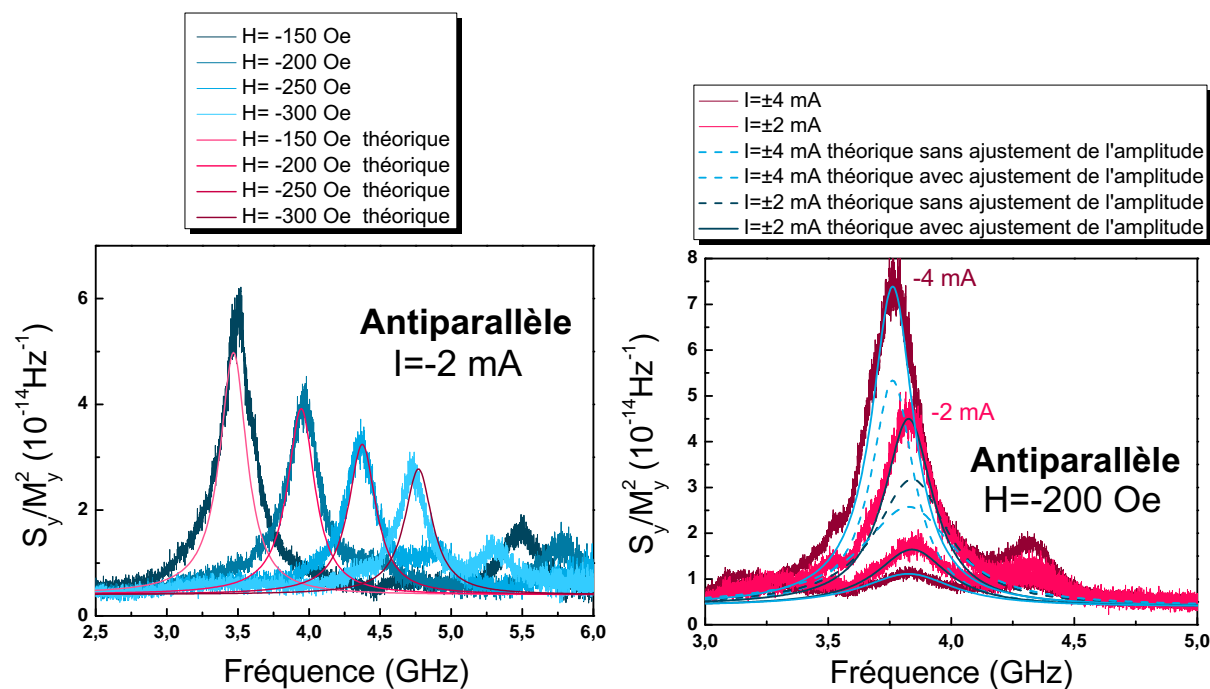 H= -150 Oe
H= -200 Oe
H= -250 Oe
H= -300 Oe
H= -150 Oe théorique
H= -200 Oe théorique
H= -250 Oe théorique
H= -300 Oe théorique
Antiparallèle
I=-2 mA
S_y/M_y^2 (10^-14 Hz^-1)
6
4
2
0
2,5 3,0 3,5 4,0 4,5 5,0 5,5 6,0
Fréquence (GHz)
I=±4 mA
I=±2 mA
I=±4 mA théorique sans ajustement de l'amplitude
I=±4 mA théorique avec ajustement de l'amplitude
I=±2 mA théorique sans ajustement de l'amplitude
I=±2 mA théorique avec ajustement de l'amplitude
-4 mA
-2 mA
Antiparallèle
H=-200 Oe
S_y/M_y^2 (10^-14 Hz^-1)
8
7
6
5
4
3
2
1
0
3,0 3,5 4,0 4,5 5,0
Fréquence (GHz)